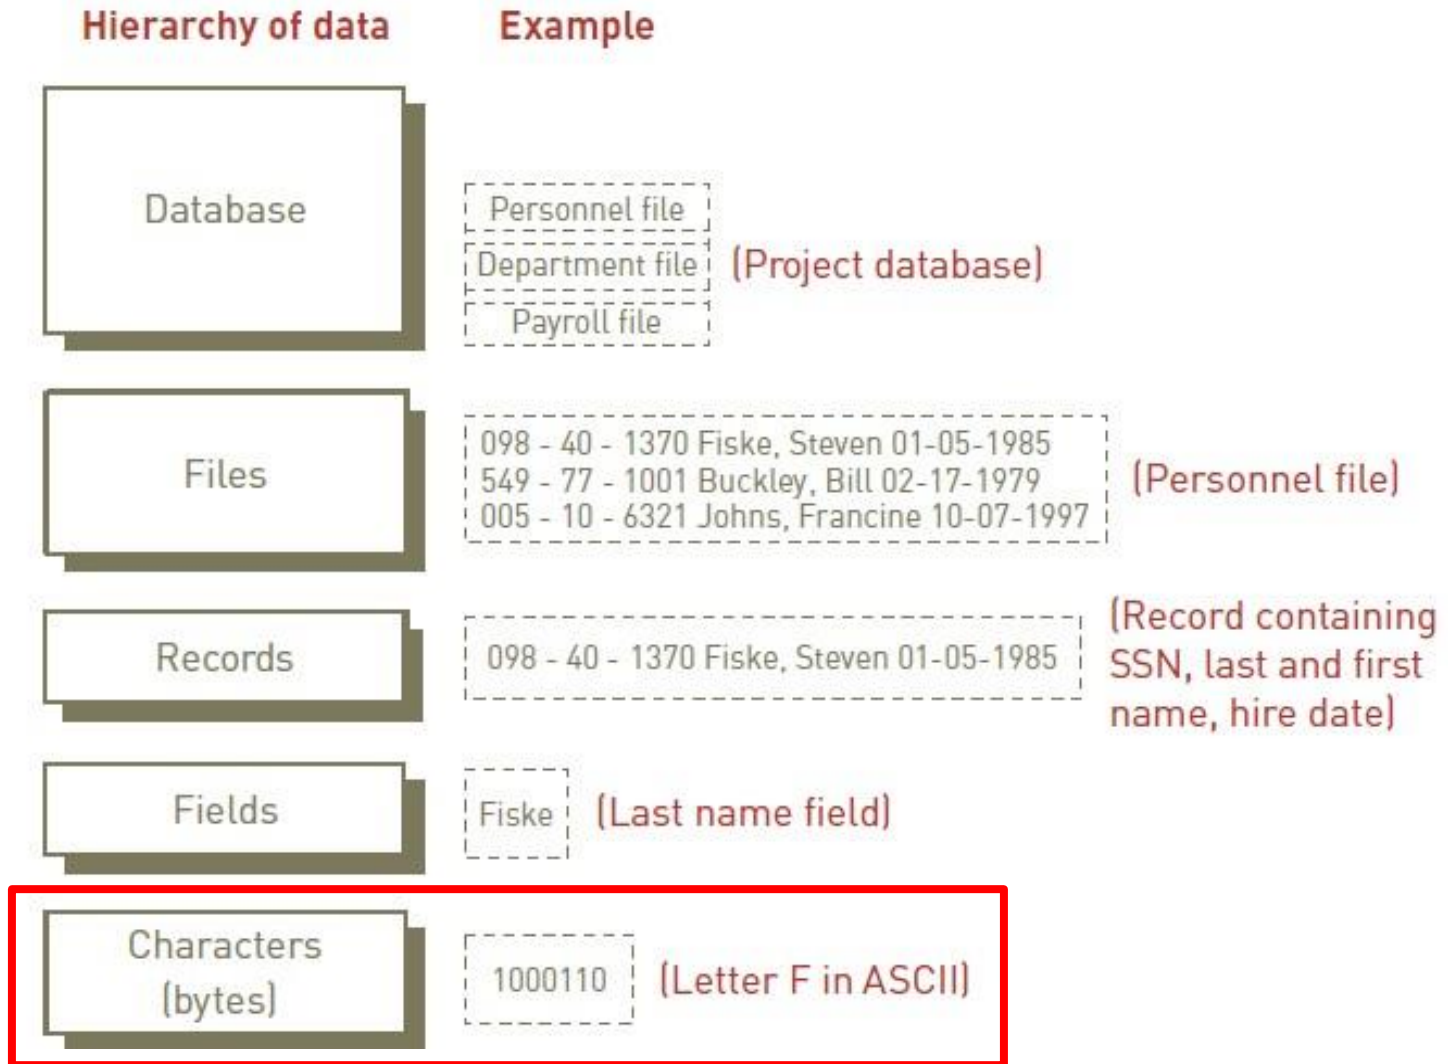 Hierarchy of data
Example
Database
Personnel file
Department file
Payroll file
(Project database)
Files
098 - 40 - 1370 Fiske, Steven 01-05-1985
549 - 77 - 1001 Buckley, Bill 02-17-1979
005 - 10 - 6321 Johns, Francine 10-07-1997
(Personnel file)
Records
098 - 40 - 1370 Fiske, Steven 01-05-1985
(Record containing
SSN, last and first
name, hire date)
Fields
Fiske
(Last name field)
Characters
(bytes)
1000110
(Letter F in ASCII)